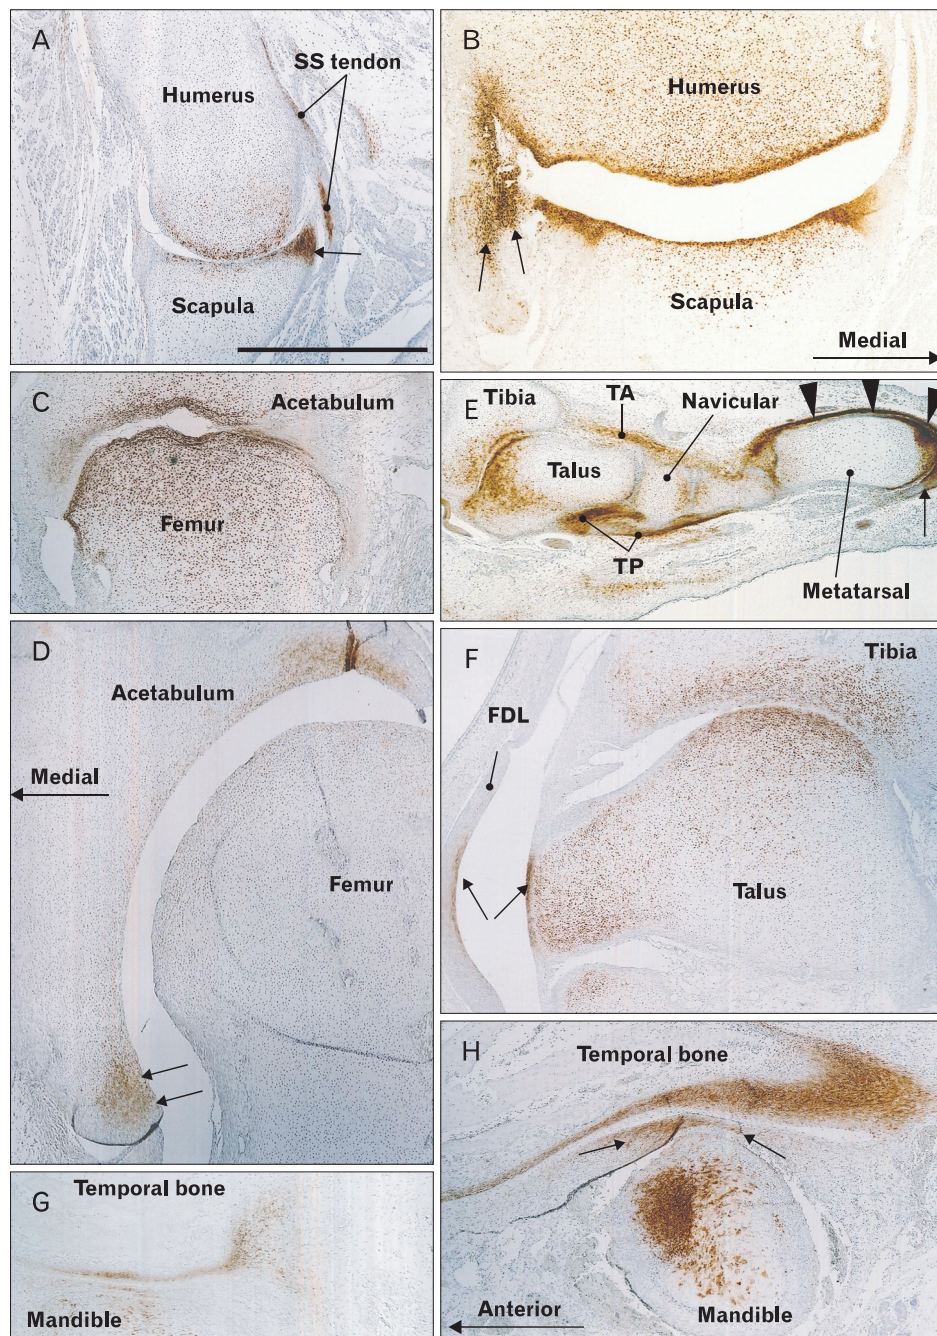 A
SS tendon
Humerus
Scapula
B
Humerus
Scapula
Medial
C
Acetabulum
Femur
E
Tibia
TA
Navicular
Talus
TP
Metatarsal
D
Acetabulum
Medial
Femur
F
Tibia
FDL
Talus
G
Temporal bone
Mandible
H
Temporal bone
Anterior
Mandible